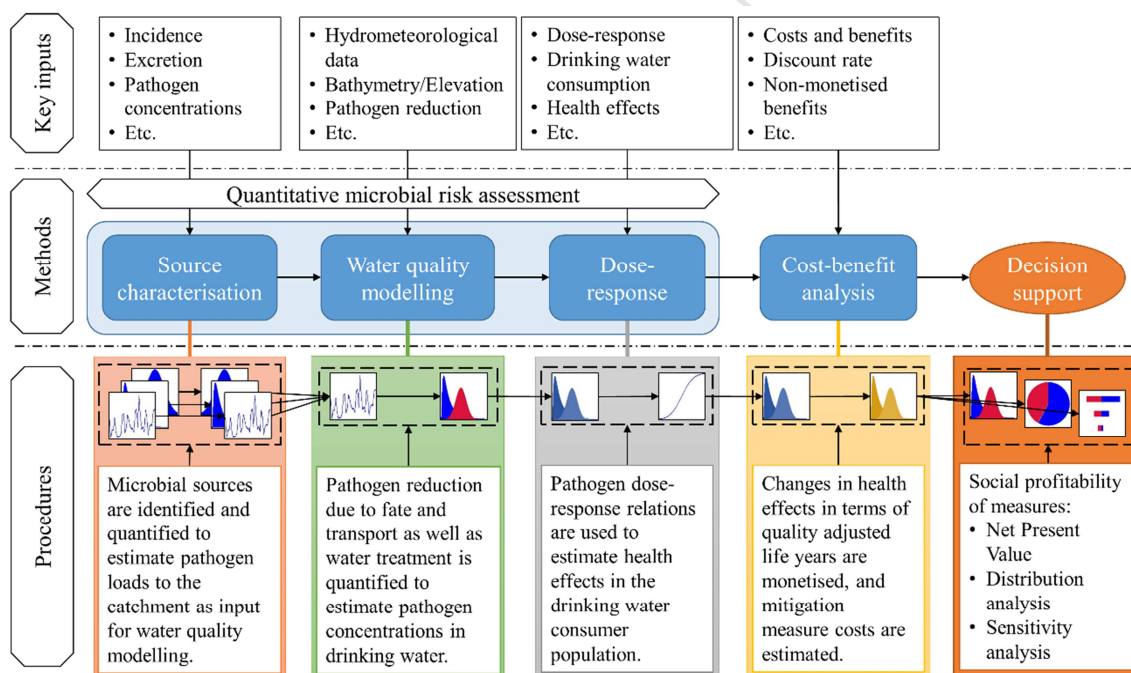 Key inputs
• Incidence
• Excretion
• Pathogen
concentrations
• Etc.
• Hydrometeorological
data
• Bathymetry/Elevation
• Pathogen reduction
• Etc.
• Dose-response
• Drinking water
consumption
• Health effects
• Etc.
• Costs and benefits
• Discount rate
• Non-monetised
benefits
• Etc.
Methods
Quantitative microbial risk assessment
Source
characterisation
Water quality
modelling
Dose-
response
Cost-benefit
analysis
Decision
support
Procedures
Microbial sources
are identified and
quantified to
estimate pathogen
loads to the
catchment as input
for water quality
modelling.
Pathogen reduction
due to fate and
transport as well as
water treatment is
quantified to
estimate pathogen
concentrations in
drinking water.
Pathogen dose-
response relations
are used to
estimate health
effects in the
drinking water
consumer
population.
Changes in health
effects in terms of
quality adjusted
life years are
monetised, and
mitigation
measure costs are
estimated.
Social profitability
of measures:
• Net Present
Value
• Distribution
analysis
• Sensitivity
analysis